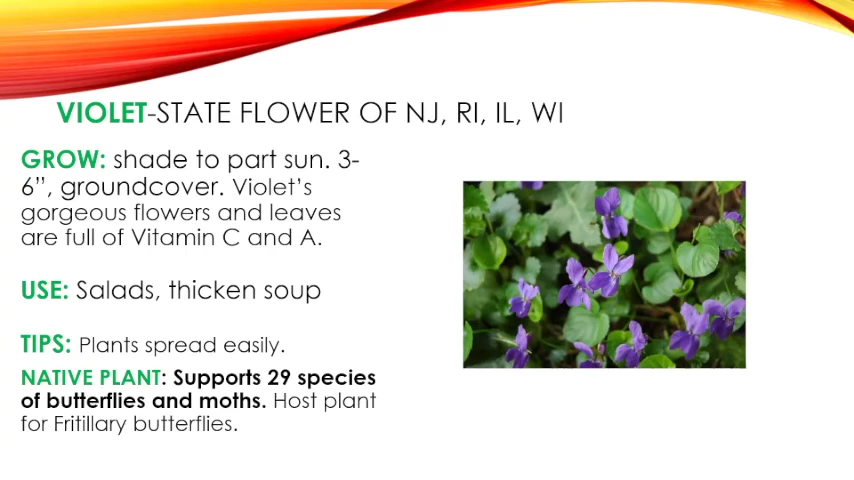 VIOLET-STATE FLOWER OF NJ, RI, IL, WI
GROW: shade to part sun. 3-
6”, groundcover. Violet’s
gorgeous flowers and leaves
are full of Vitamin C and A.
USE: Salads, thicken soup
TIPS: Plants spread easily.
NATIVE PLANT: Supports 29 species
of butterflies and moths. Host plant
for Fritillary butterflies.